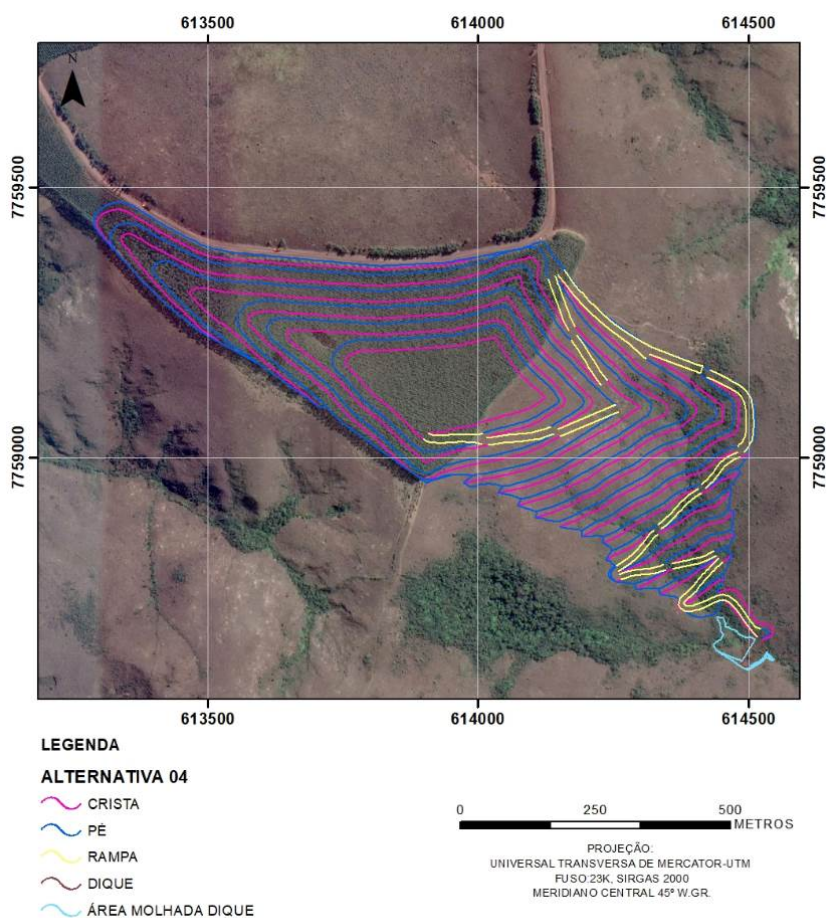 613500 614000 614500
N
7759500 7759500
7759000 7759000
613500 614000 614500
LEGENDA
ALTERNATIVA 04
CRISTA
PÉ
RAMPA
DIQUE
ÁREA MOLHADA DIQUE
0 250 500
METROS
PROJEÇÃO:
UNIVERSAL TRANSVERSA DE MERCATOR-UTM
FUSO:23K, SIRGAS 2000
MERIDIANO CENTRAL 45º W.GR.